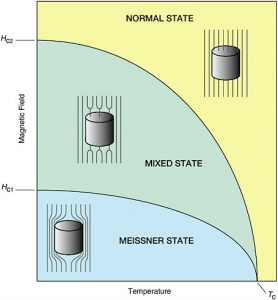 NORMAL STATE
HC2
Magnetic Field
MIXED STATE
HC1
MEISSNER STATE
Temperature
TC